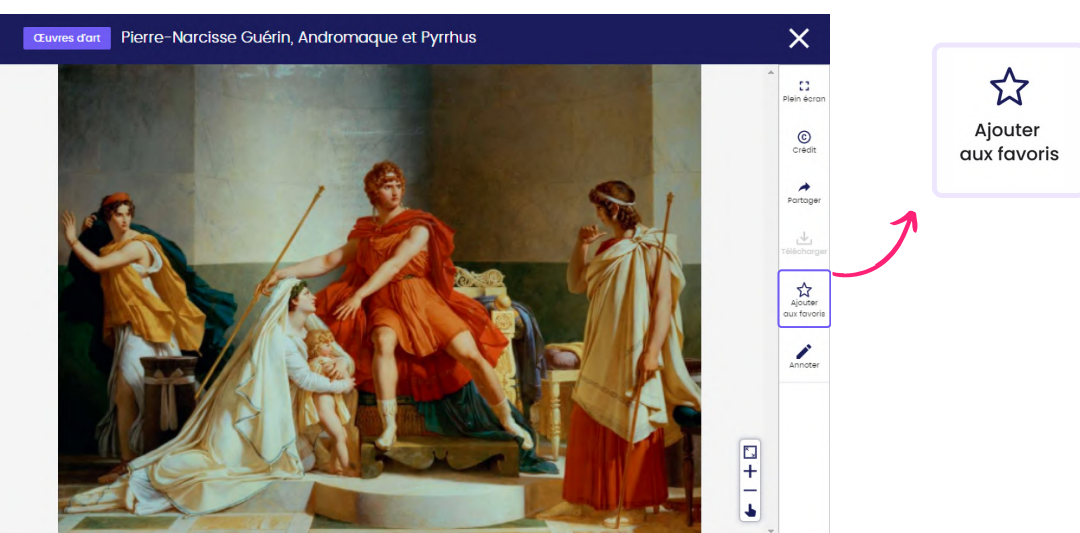 Œuvres d'art Pierre-Narcisse Guérin, Andromaque et Pyrrhus
Plein écran
Crédit
Partager
Télécharger
Ajouter
aux favoris
Annoter
Ajouter
aux favoris